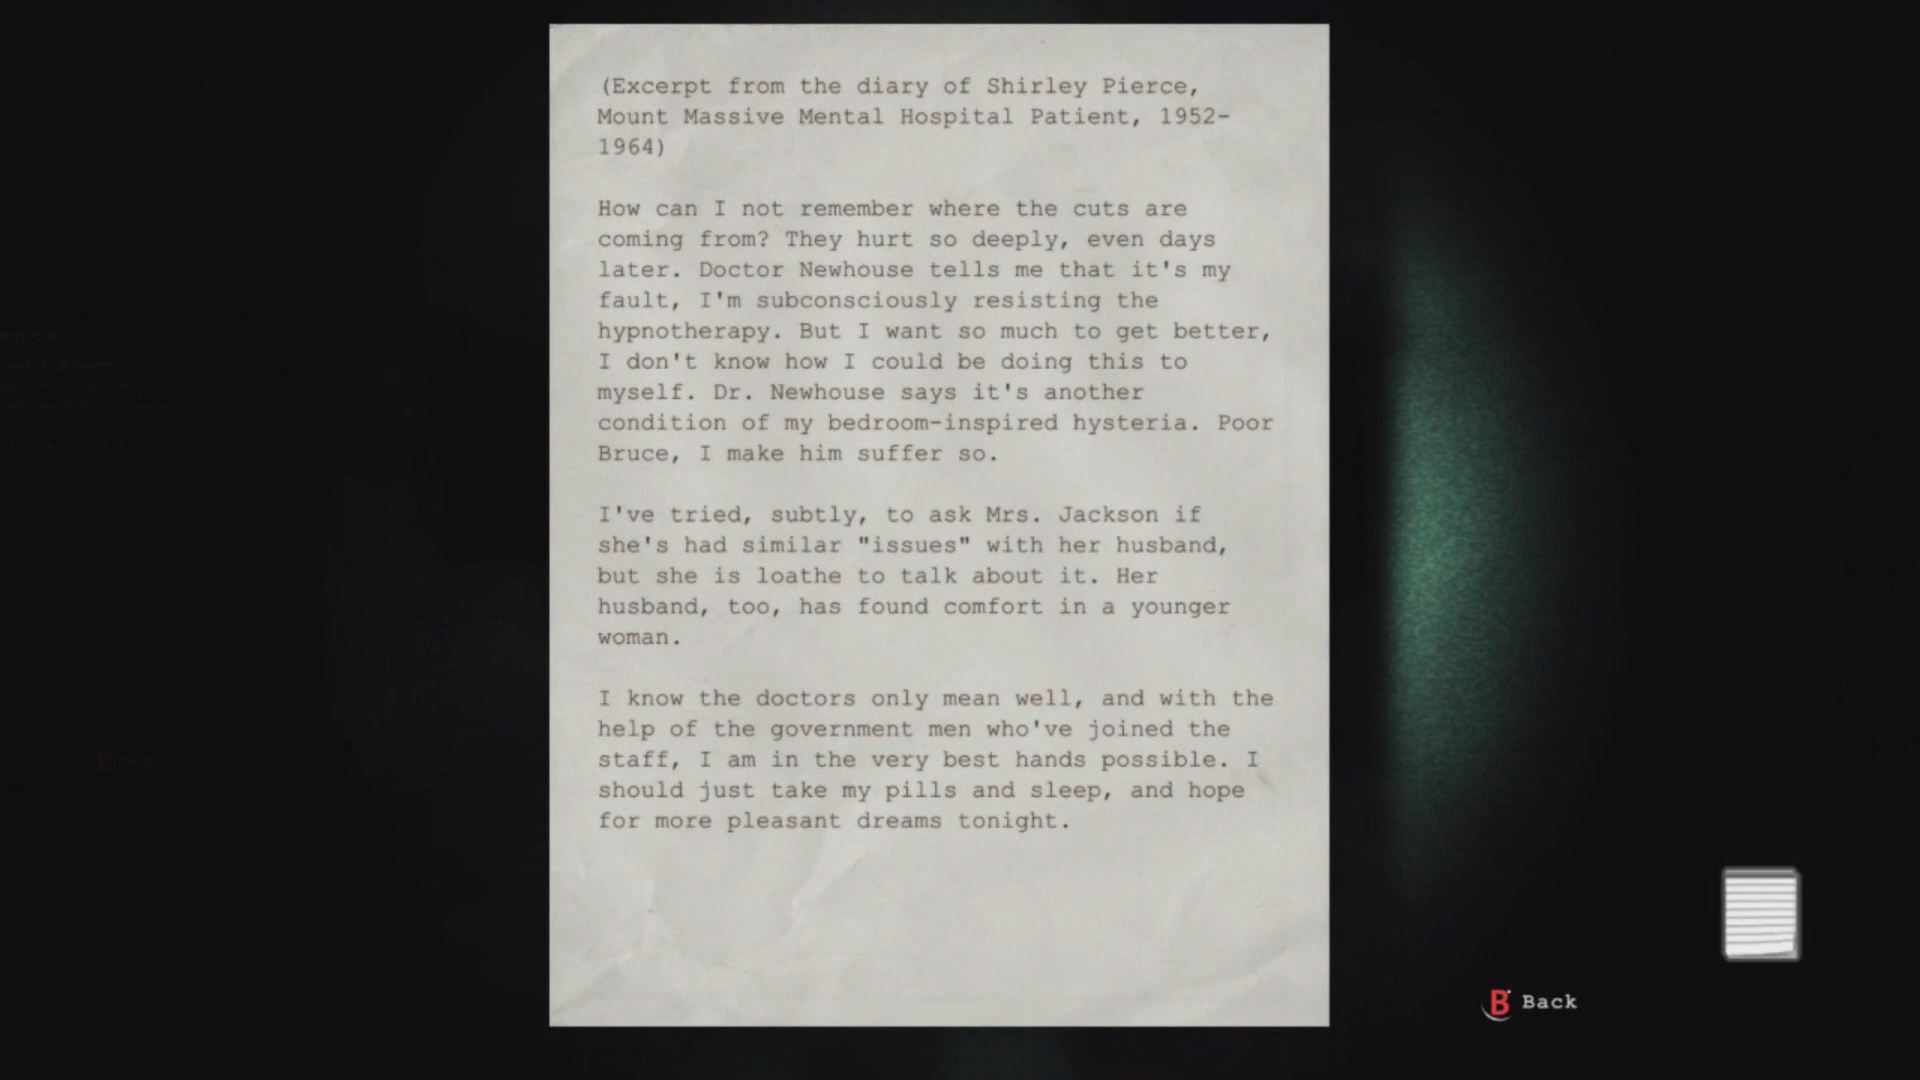 (Excerpt from the diary of Shirley Pierce,
Mount Massive Mental Hospital Patient, 1952-
1964)
How can I not remember where the cuts are
coming from? They hurt so deeply, even days
later. Doctor Newhouse tells me that it's my
fault, I'm subconsciously resisting the
hypnotherapy. But I want so much to get better,
I don't know how I could be doing this to
myself. Dr. Newhouse says it's another
condition of my bedroom-inspired hysteria. Poor
Bruce, I make him suffer so.
I've tried, subtly, to ask Mrs. Jackson if
she's had similar "issues" with her husband,
but she is loathe to talk about it. Her
husband, too, has found comfort in a younger
woman.
I know the doctors only mean well, and with the
help of the government men who've joined the
staff, I am in the very best hands possible. I
should just take my pills and sleep, and hope
for more pleasant dreams tonight.
B Back